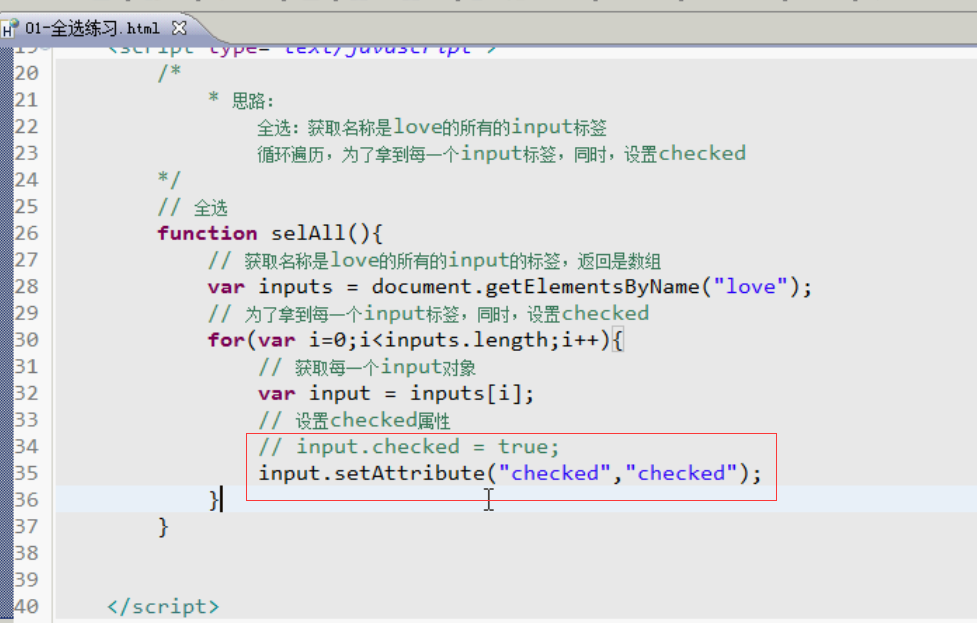 01-全选练习.html
19 <script type="text/javascript">
20 /*
21 * 思路：
22 全选：获取名称是love的所有的input标签
23 循环遍历，为了拿到每一个input标签，同时，设置checked
24 */
25 // 全选
26 function selAll(){
27 // 获取名称是love的所有的input的标签，返回是数组
28 var inputs = document.getElementsByName("love");
29 // 为了拿到每一个input标签，同时，设置checked
30 for(var i=0;i<inputs.length;i++){
31 // 获取每一个input对象
32 var input = inputs[i];
33 // 设置checked属性
34 // input.checked = true;
35 input.setAttribute("checked","checked");
36 }
37 }
38
39
40 </script>